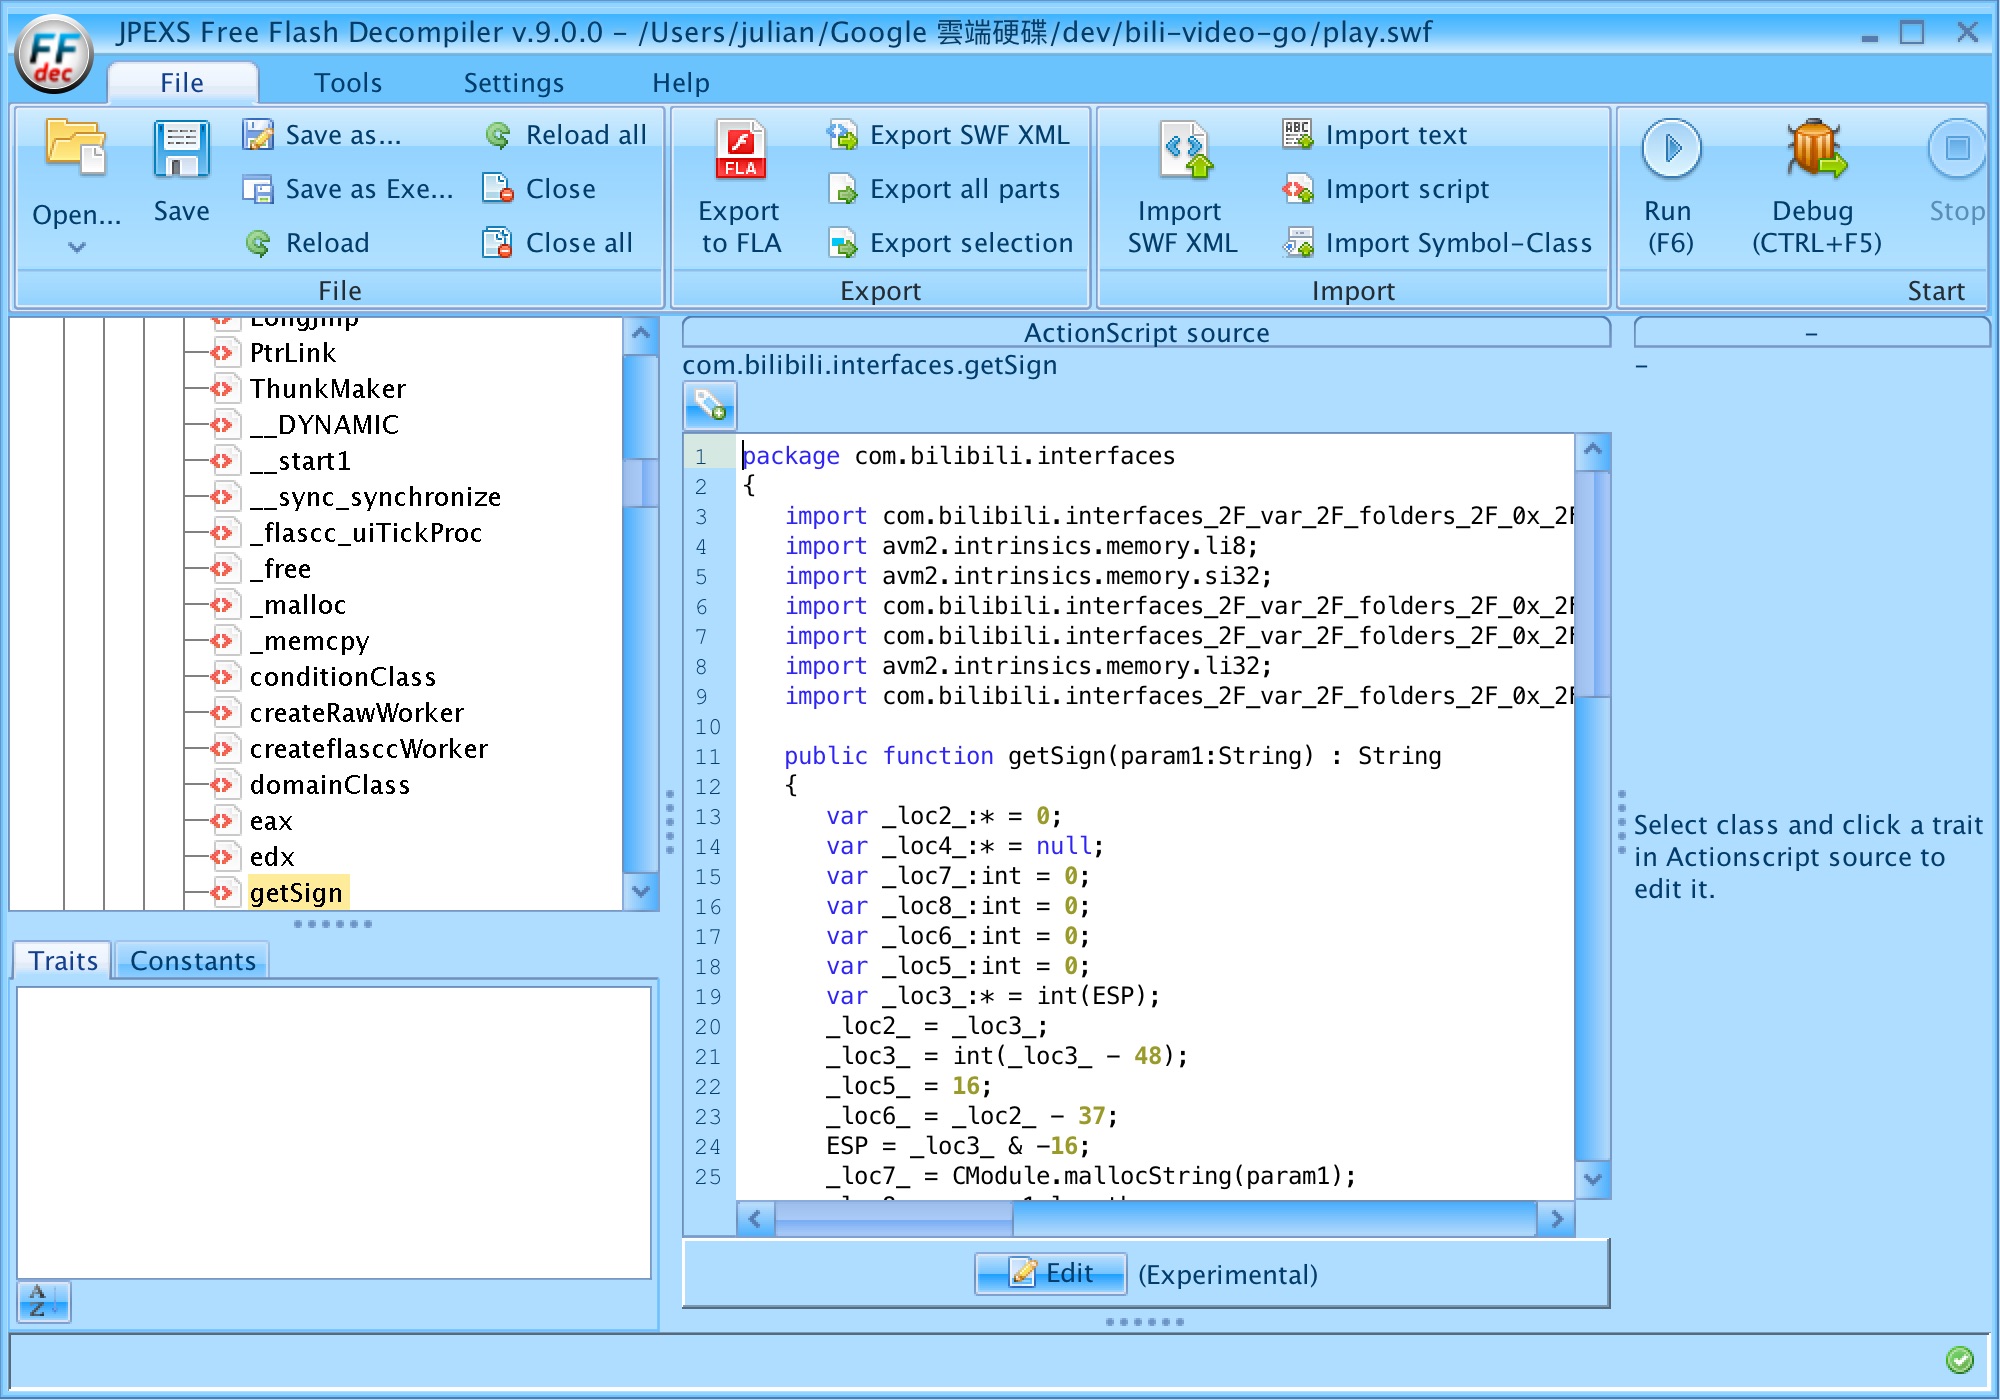 JPEXS Free Flash Decompiler v.9.0.0 - /Users/julian/Google 雲端硬碟/dev/bili-video-go/play.swf
FF
dec
File
Tools
Settings
Help
Open...
Save
Save as...
Save as Exe...
Reload
Reload all
Close
Close all
File
FLA
Export
to FLA
Export SWF XML
Export all parts
Export selection
Export
Import
SWF XML
ABC
Import text
Import script
Import Symbol-Class
Import
Run
(F6)
Debug
(CTRL+F5)
Stop
Start
PtrLink
ThunkMaker
__DYNAMIC
__start1
__sync_synchronize
_flascc_uiTickProc
_free
_malloc
_memcpy
conditionClass
createRawWorker
createflasccWorker
domainClass
eax
edx
getSign
Traits
Constants
A
Z
ActionScript source
com.bilibili.interfaces.getSign
1 package com.bilibili.interfaces
2 {
3 import com.bilibili.interfaces_2F_var_2F_folders_2F_0x_2F
4 import avm2.intrinsics.memory.li8;
5 import avm2.intrinsics.memory.si32;
6 import com.bilibili.interfaces_2F_var_2F_folders_2F_0x_2F
7 import com.bilibili.interfaces_2F_var_2F_folders_2F_0x_2F
8 import avm2.intrinsics.memory.li32;
9 import com.bilibili.interfaces_2F_var_2F_folders_2F_0x_2F
10
11 public function getSign(param1:String) : String
12 {
13 var _loc2_:* = 0;
14 var _loc4_:* = null;
15 var _loc7_:int = 0;
16 var _loc8_:int = 0;
17 var _loc6_:int = 0;
18 var _loc5_:int = 0;
19 var _loc3_:* = int(ESP);
20 _loc2_ = _loc3_;
21 _loc3_ = int(_loc3_ - 48);
22 _loc5_ = 16;
23 _loc6_ = _loc2_ - 37;
24 ESP = _loc3_ & -16;
25 _loc7_ = CModule.mallocString(param1);
Edit
(Experimental)
-
-
Select class and click a trait
in Actionscript source to
edit it.